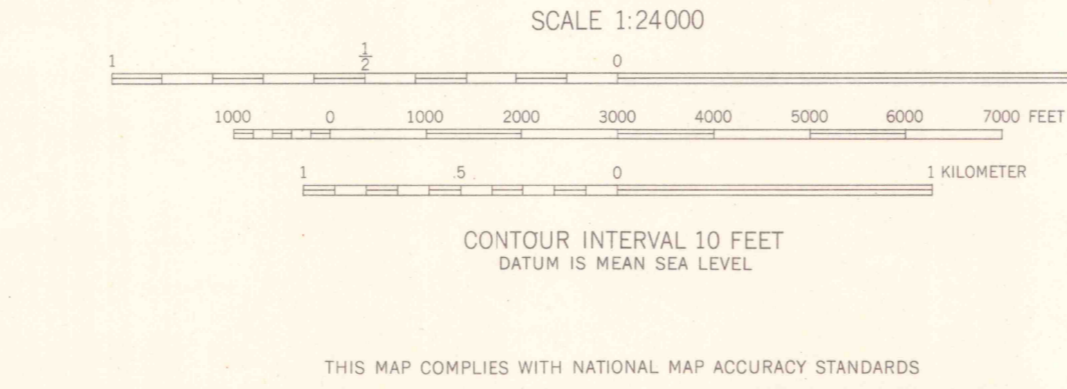 SCALE 1:24000
1 1/2 0
1000 0 1000 2000 3000 4000 5000 6000 7000 FEET
1 .5 0 1 KILOMETER
CONTOUR INTERVAL 10 FEET
DATUM IS MEAN SEA LEVEL
THIS MAP COMPLIES WITH NATIONAL MAP ACCURACY STANDARDS